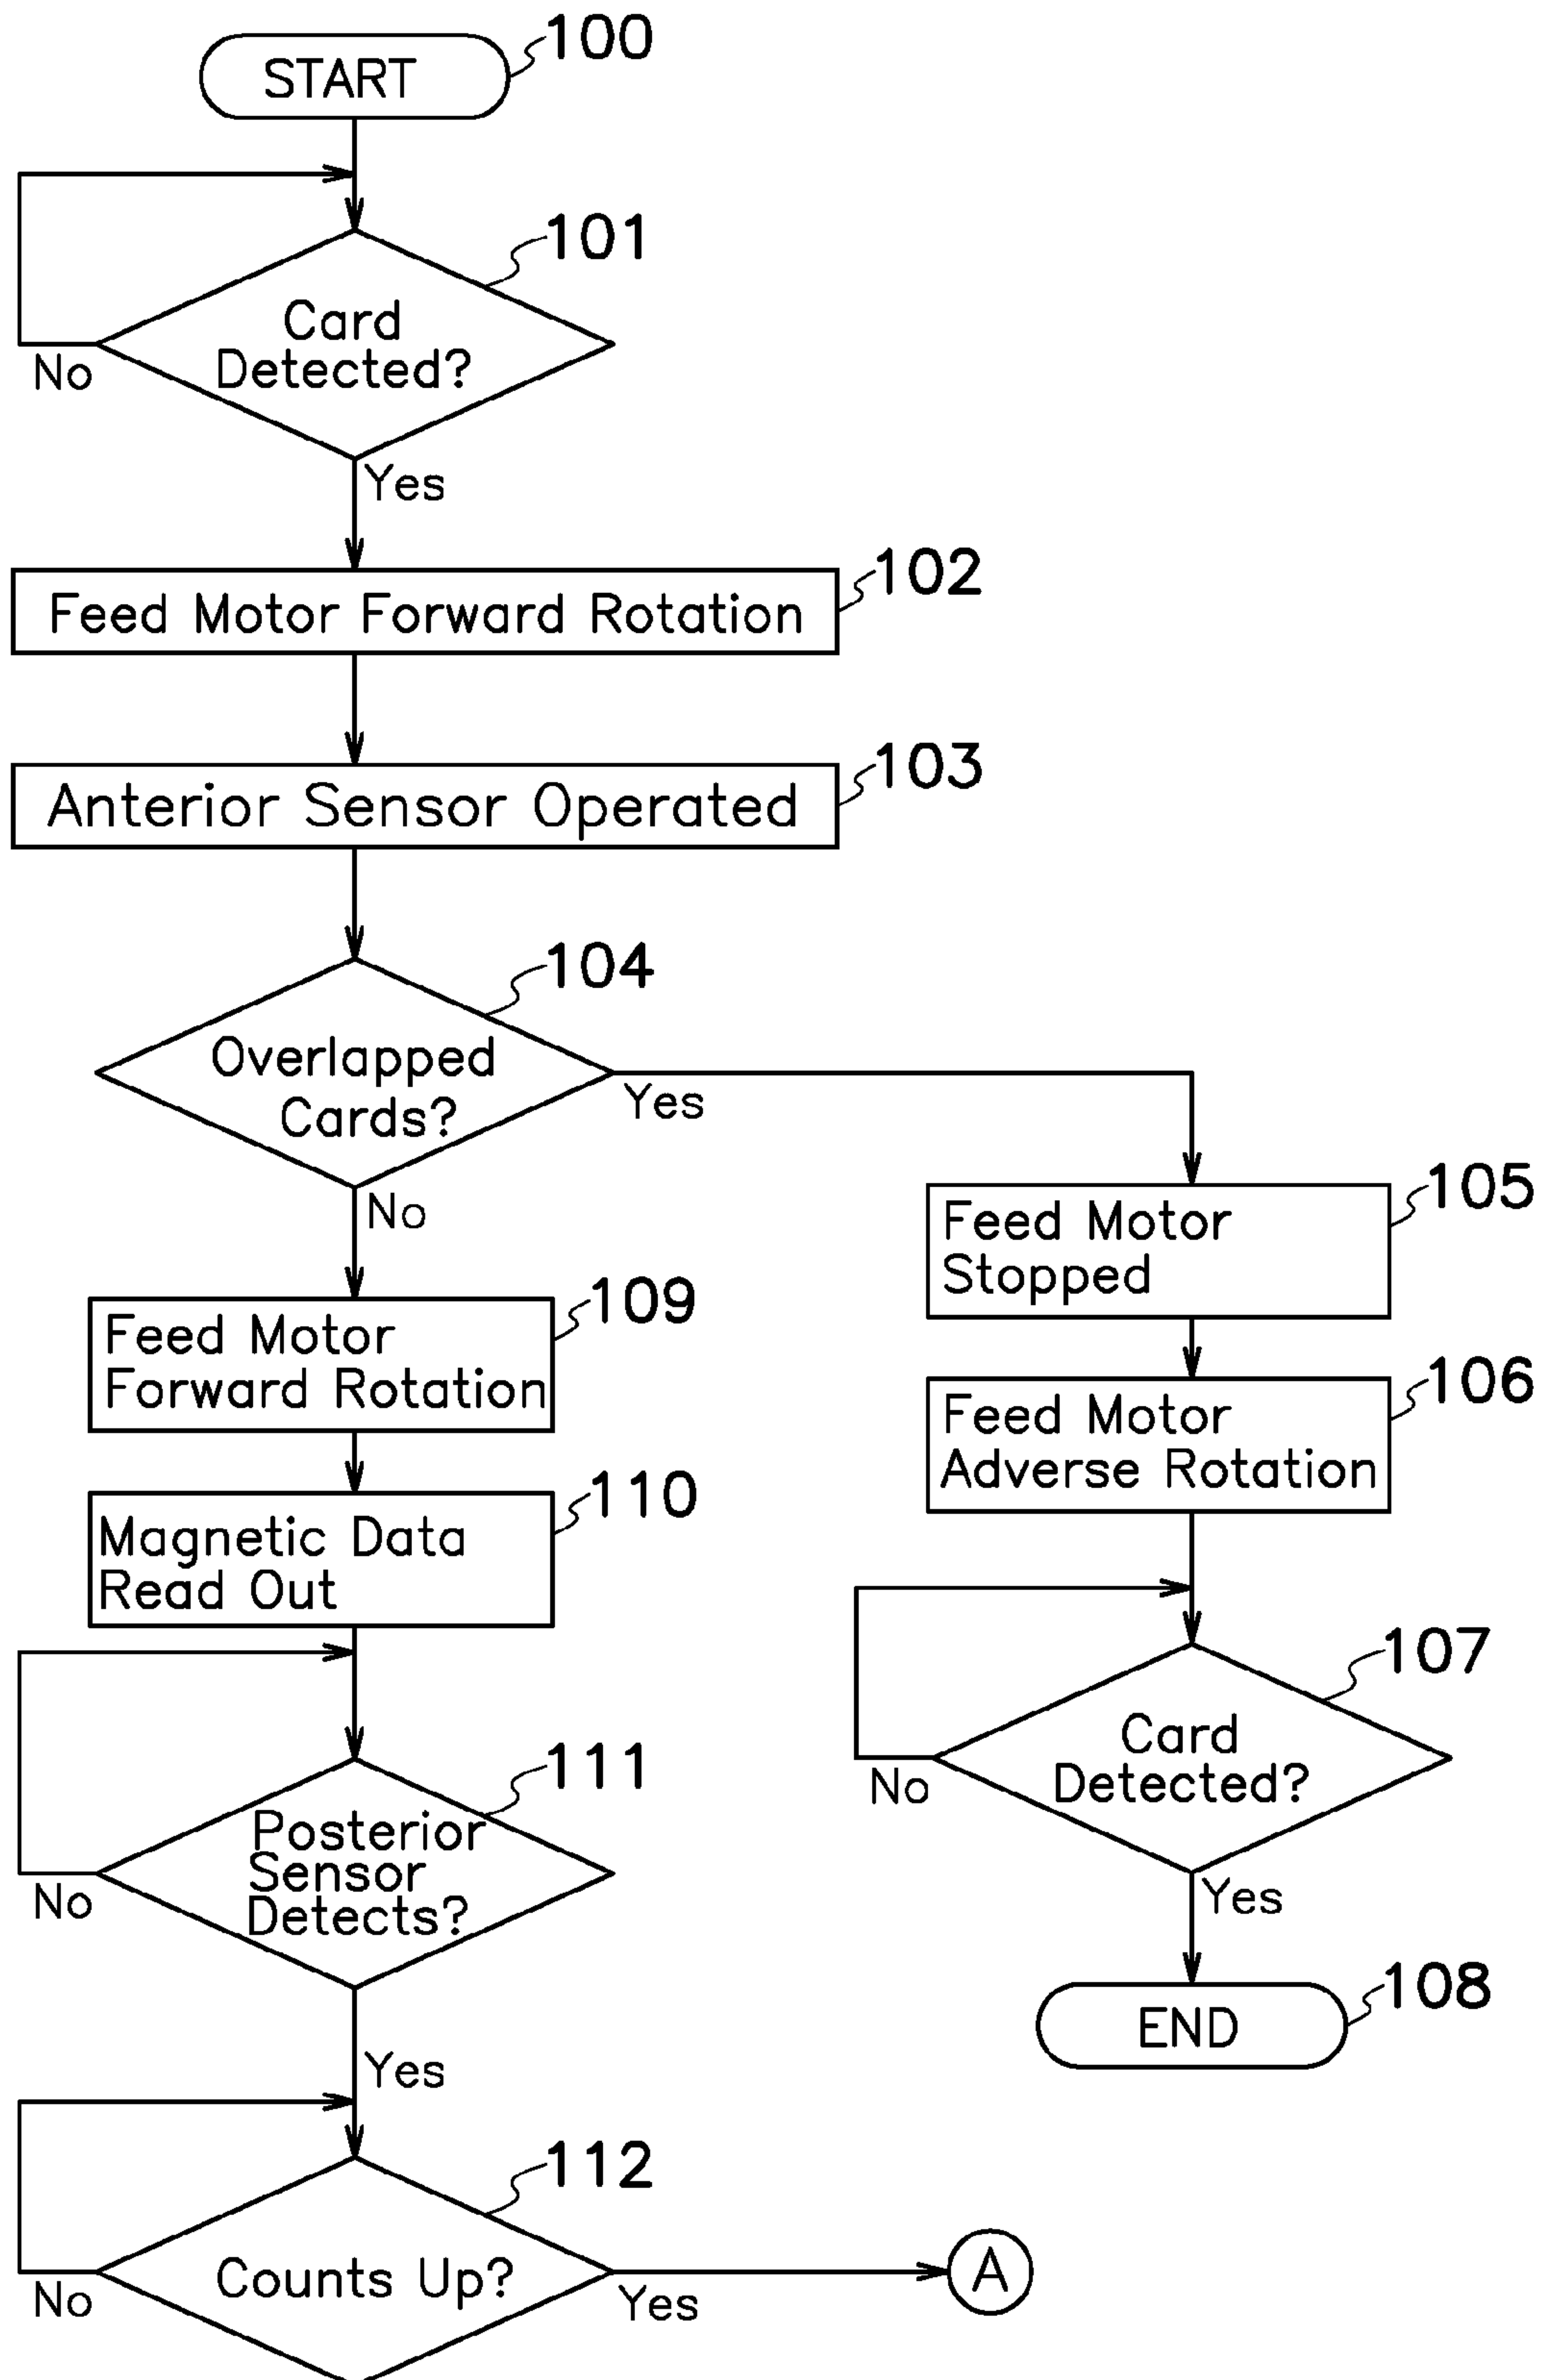 START
100
101
Card
Detected?
No
Yes
Feed Motor Forward Rotation
102
Anterior Sensor Operated
103
104
Overlapped
Cards?
Yes
No
105
Feed Motor
Stopped
109
Feed Motor
Forward Rotation
106
Feed Motor
Adverse Rotation
110
Magnetic Data
Read Out
107
Card
Detected?
No
Yes
111
Posterior
Sensor
Detects?
No
Yes
108
END
112
Counts Up?
No
Yes
A